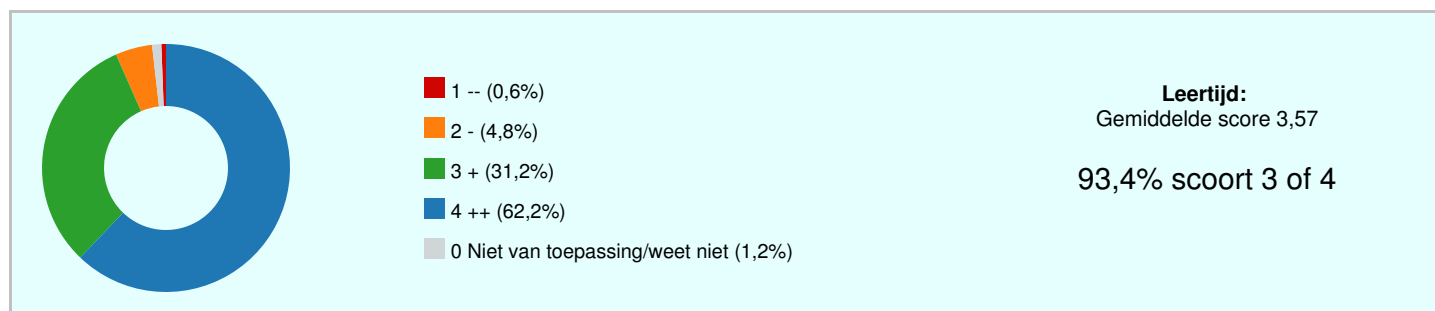 1 -- (0,6%)
2 - (4,8%)
3 + (31,2%)
4 ++ (62,2%)
0 Niet van toepassing/weet niet (1,2%)
Leertijd:
Gemiddelde score 3,57
93,4% scoort 3 of 4